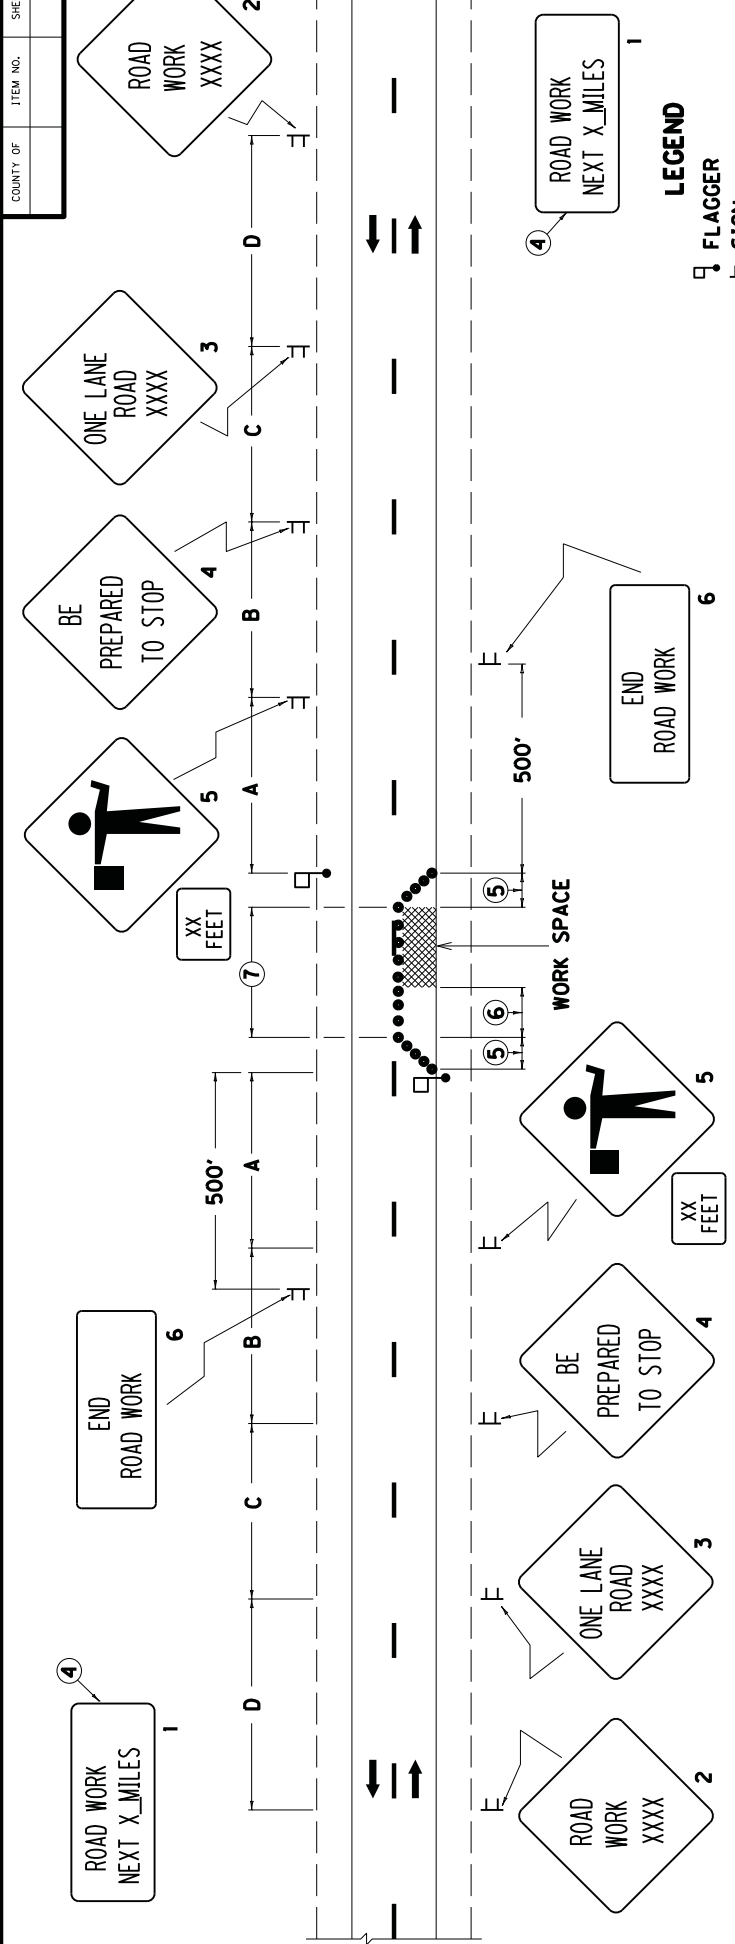 COUNTY OF
ITEM NO.
ROAD WORK
NEXT X_MILES
1
4
END
ROAD WORK
6
XX
FEET
5
BE
PREPARED
TO STOP
4
ONE LANE
ROAD
XXXX
3
ROAD
WORK
XXXX
2
500'
D
C
B
A
7
A
B
C
D
5
6
5
500'
WORK SPACE
ROAD
WORK
XXXX
2
ONE LANE
ROAD
XXXX
3
BE
PREPARED
TO STOP
4
XX
FEET
5
END
ROAD WORK
6
4
ROAD WORK
NEXT X_MILES
1
LEGEND
FLAGGER